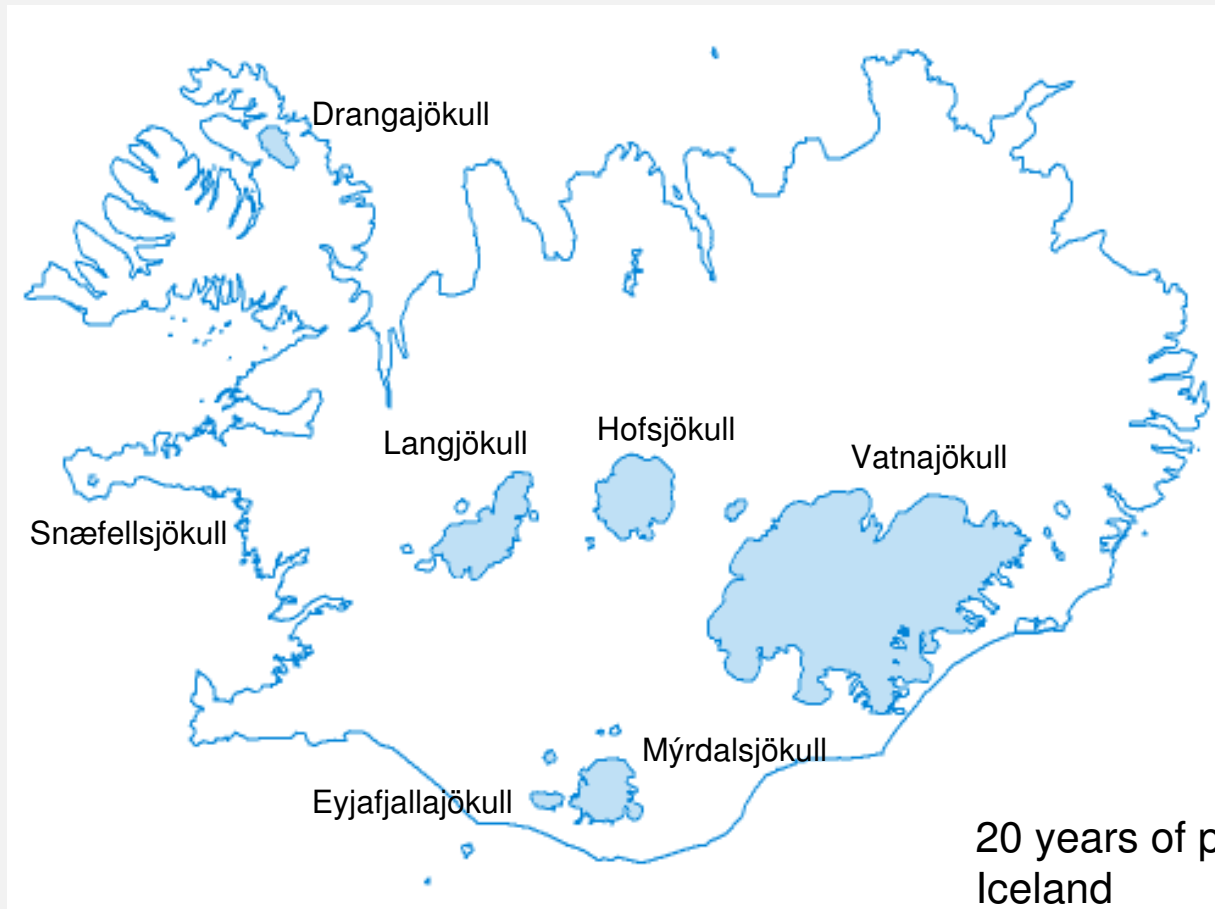 Drangajökull
Langjökull
Hofsjökull
Vatnajökull
Snæfellsjökull
Mýrdalsjökull
Eyjafjallajökull
20 years of p
Iceland